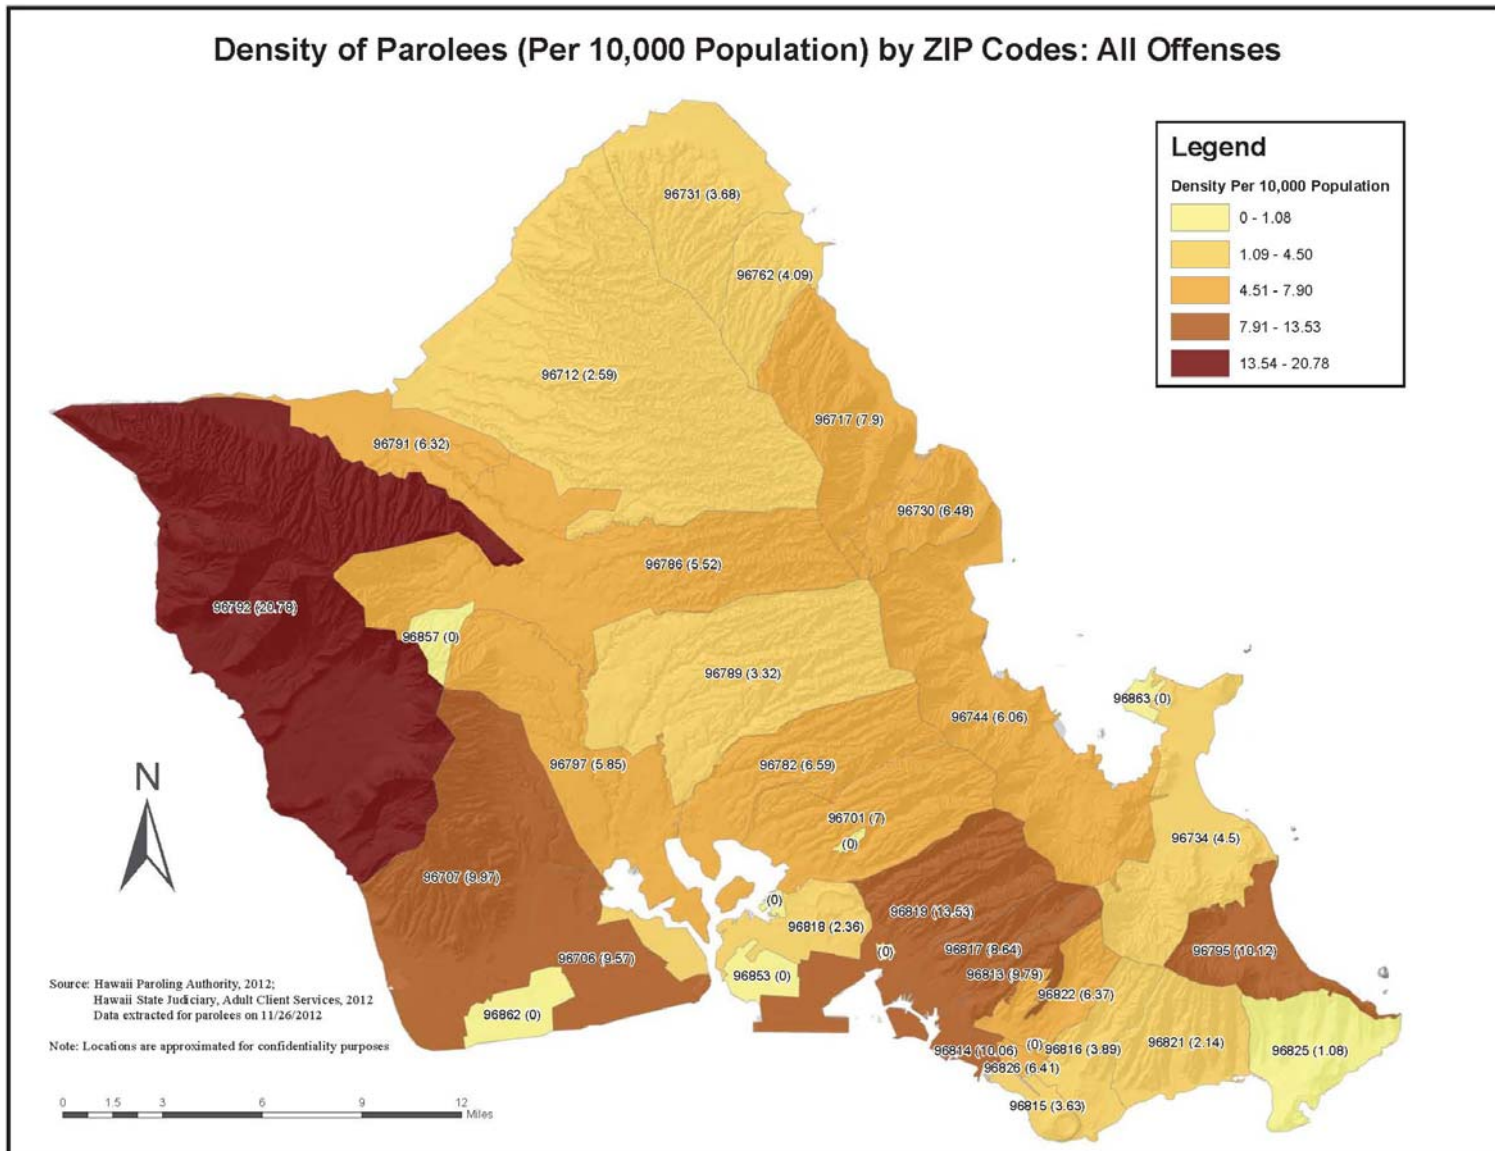 Density of Parolees (Per 10,000 Population) by ZIP Codes: All Offenses
Legend
Density Per 10,000 Population
0 - 1.08
1.09 - 4.50
4.51 - 7.90
7.91 - 13.53
13.54 - 20.78
96731 (3.68)
96762 (4.09)
96712 (2.59)
96717 (7.9)
96791 (6.32)
96730 (6.48)
96786 (5.52)
96792 (20.78)
96857 (0)
96789 (3.32)
96863 (0)
96744 (6.06)
N
96797 (5.85)
96782 (6.59)
96701 (7)
(0)
96734 (4.5)
96707 (9.97)
(0)
96819 (13.53)
96818 (2.36)
96817 (8.64)
(0)
96795 (10.12)
96706 (9.57)
96853 (0)
96813 (9.79)
96822 (6.37)
96862 (0)
(0)
96814 (10.06)
96816 (3.89)
96821 (2.14)
96825 (1.08)
96826 (6.41)
96815 (3.63)
Source: Hawaii Paroling Authority, 2012;
Hawaii State Judiciary, Adult Client Services, 2012
Data extracted for parolees on 11/26/2012
Note: Locations are approximated for confidentiality purposes
0 1.5 3 6 9 12
Miles